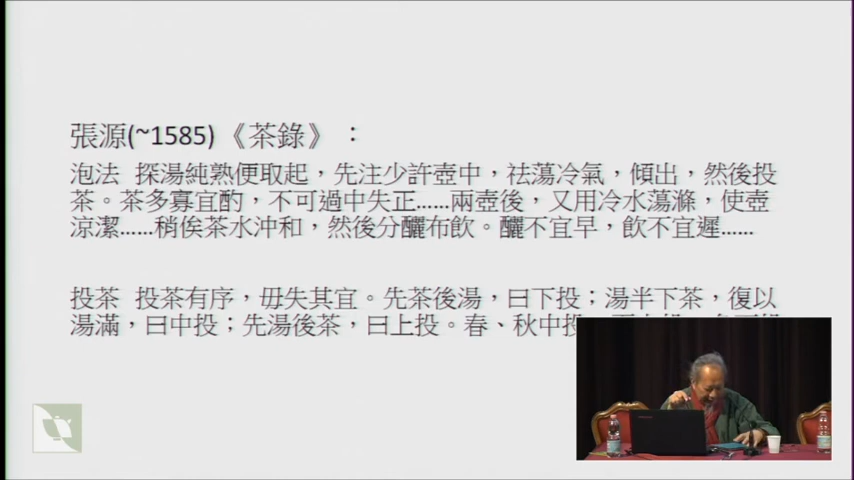 張源(~1585)《茶錄》：
泡法 探湯純熟便取起，先注少許壺中，祛蕩冷氣，傾出，然後投
茶。茶多寡宜酌，不可過中失正……兩壺後，又用冷水蕩滌，使壺
涼潔……稍俟茶水沖和，然後分釃布飲。釃不宜早，飲不宜遲……
投茶 投茶有序，毋失其宜。先茶後湯，曰下投；湯半下茶，復以
湯滿，曰中投；先湯後茶，曰上投。春、秋中投